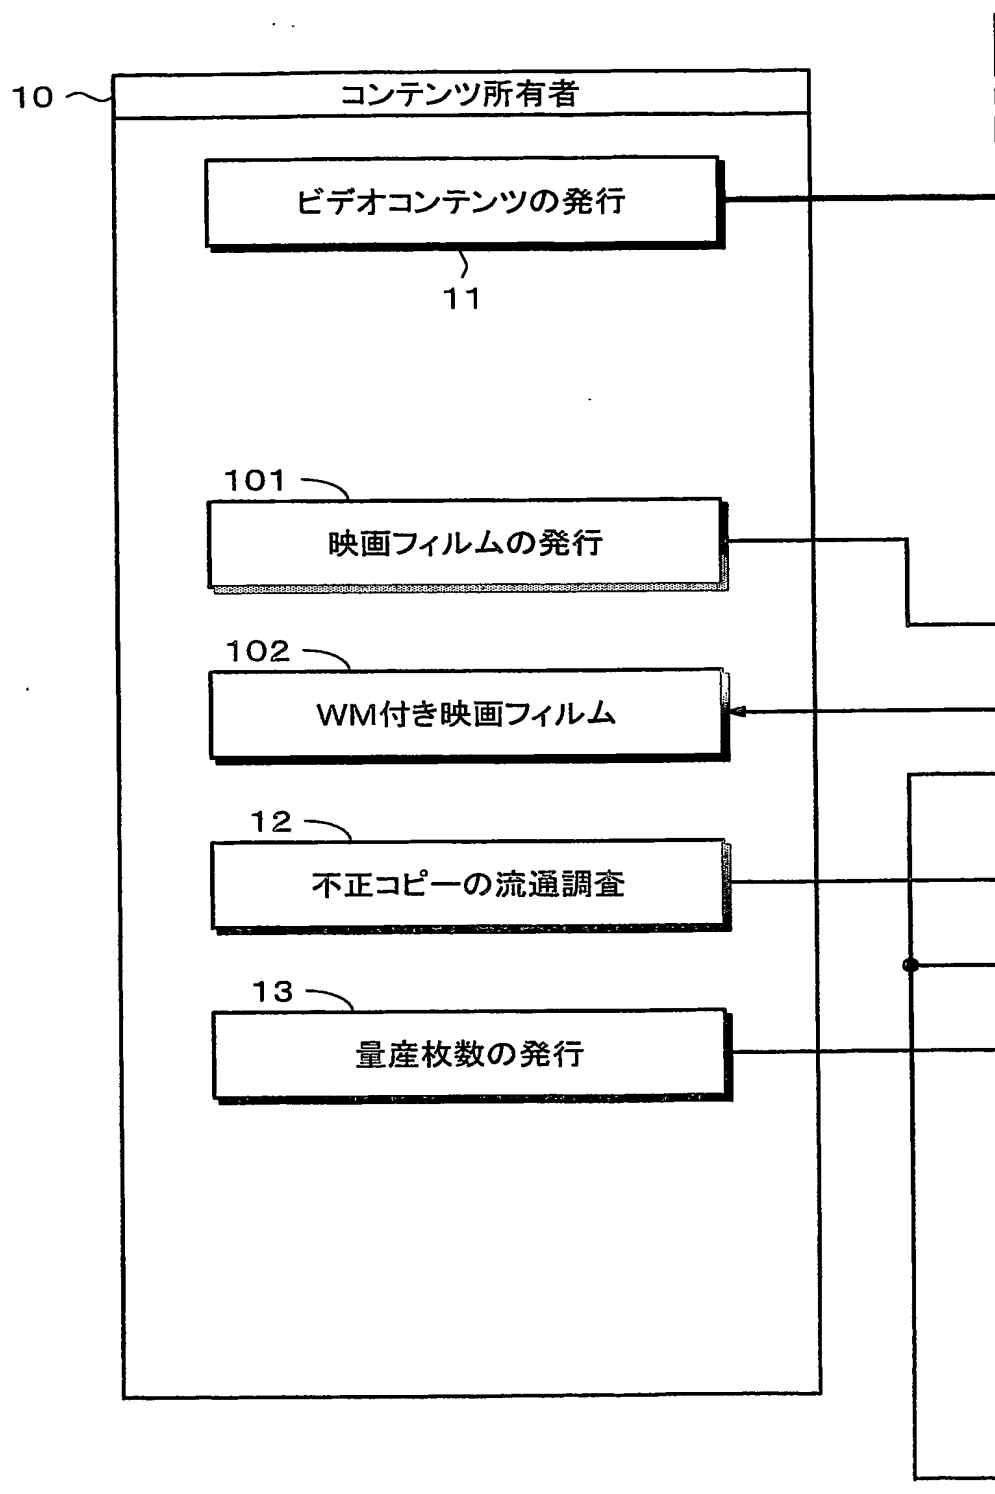 10
コンテンツ所有者
ビデオコンテンツの発行
11
101
映画フィルムの発行
102
WM付き映画フィルム
12
不正コピーの流通調査
13
量産枚数の発行